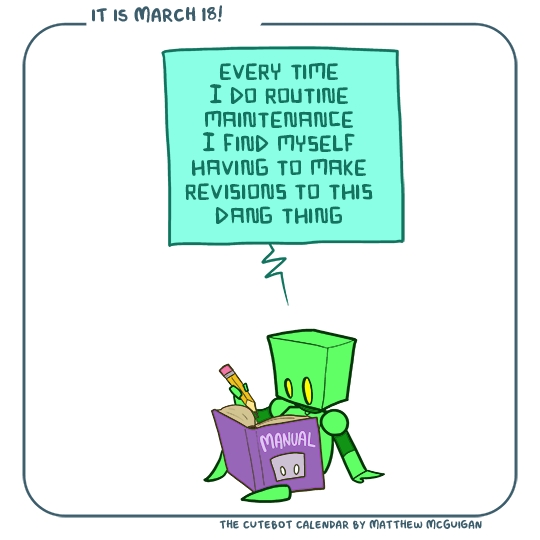 IT IS MARCH 18!
EVERY TIME
I DO ROUTINE
MAINTENANCE
I FIND MYSELF
HAVING TO MAKE
REVISIONS TO THIS
DANG THING
MANUAL
THE CUTEBOT CALENDAR BY MATTHEW MCGUIGAN